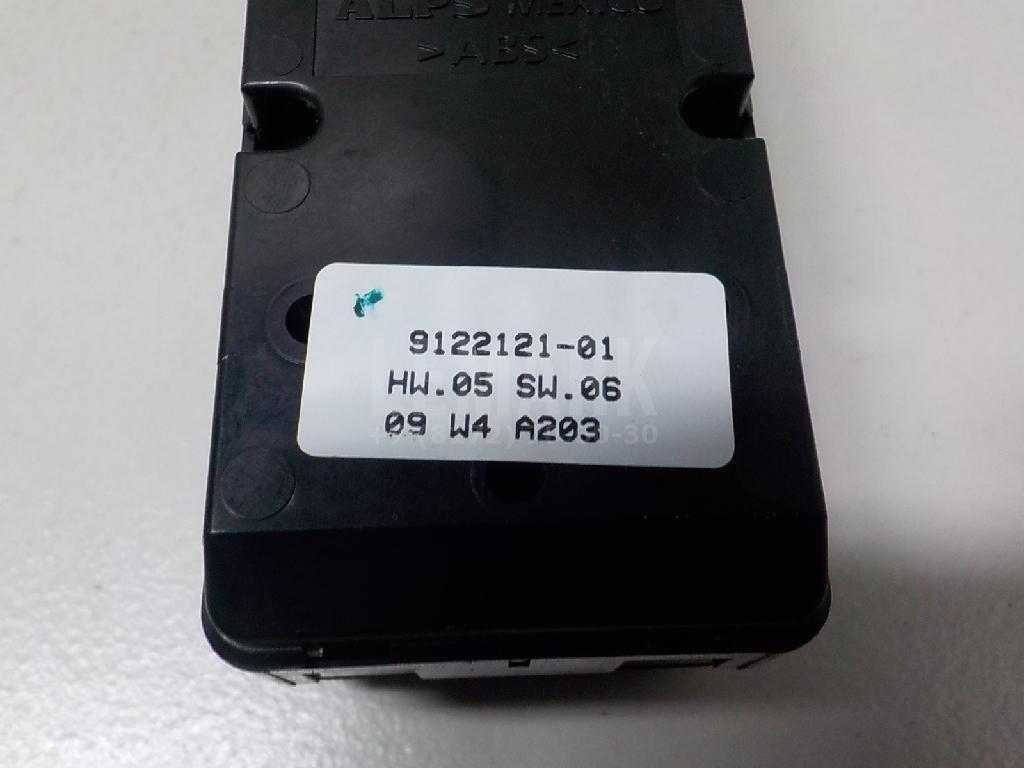 ALPS MEXICO
>ABS<
9122121-01
HW.05 SW.06
09 W4 A203